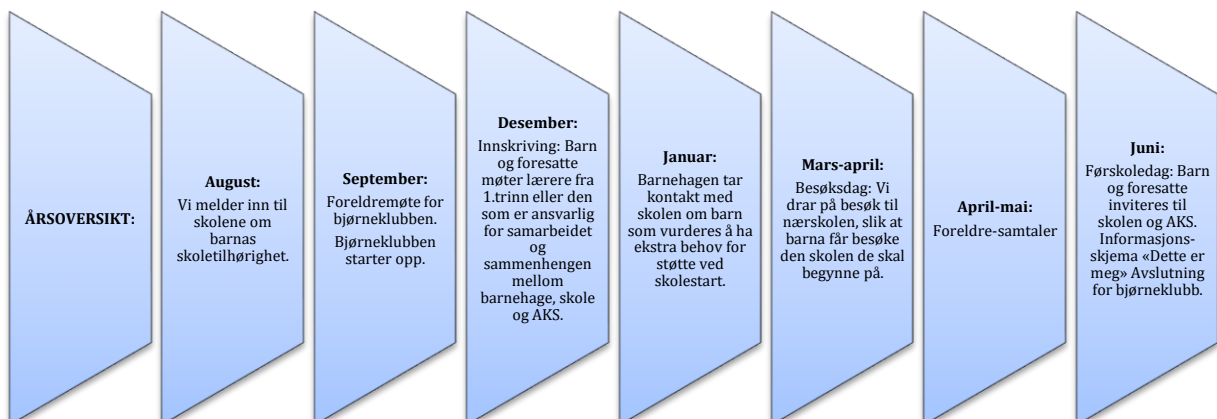 ÅRSOVERSIKT:
August:
Vi melder inn til
skolene om
barnas
skoletilhørighet.
September:
Foreldremøte for
bjørneklubben.
Bjørneklubben
starter opp.
Desember:
Innskriving: Barn
og foresatte
møter lærere fra
1.trinn eller den
som er ansvarlig
for samarbeidet
og
sammenhengen
mellom
barnehage, skole
og AKS.
Januar:
Barnehagen tar
kontakt med
skolen om barn
som vurderes å ha
ekstra behov for
støtte ved
skolestart.
Mars-april:
Besøksdag: Vi
drar på besøk til
nærskolen, slik at
barna får besøke
den skolen de skal
begynne på.
April-mai:
Foreldre-samtaler
Juni:
Førskoledag: Barn
og foresatte
inviteres til
skolen og AKS.
Informasjons-
skjema «Dette er
meg» Avslutning
for bjørneklubb.